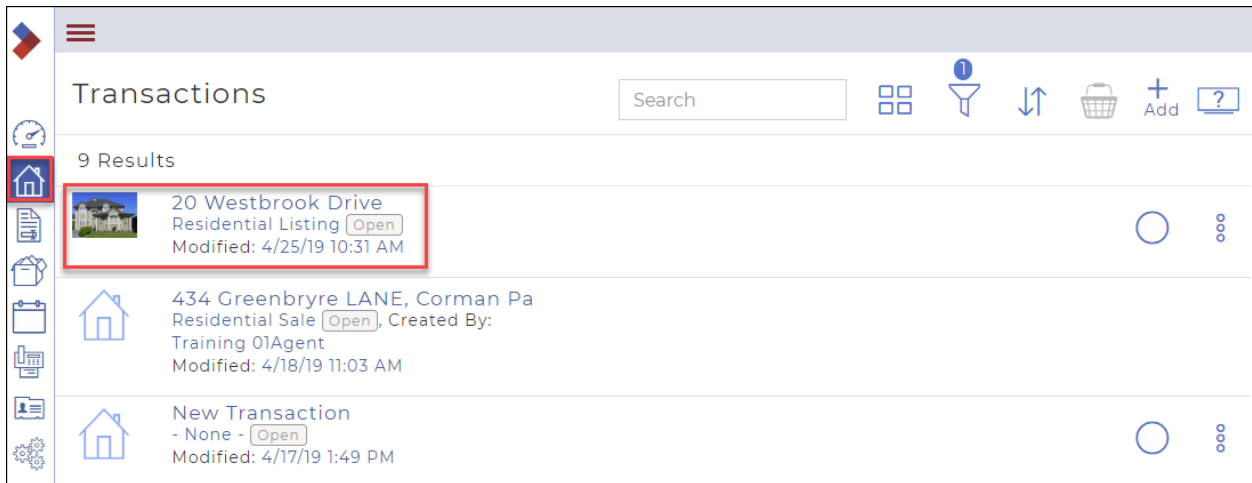 1
Transactions
Search
Add
?
9 Results
20 Westbrook Drive
Residential Listing Open
Modified: 4/25/19 10:31 AM
434 Greenbryre LANE, Corman Pa
Residential Sale Open, Created By:
Training 01Agent
Modified: 4/18/19 11:03 AM
New Transaction
- None - Open
Modified: 4/17/19 1:49 PM